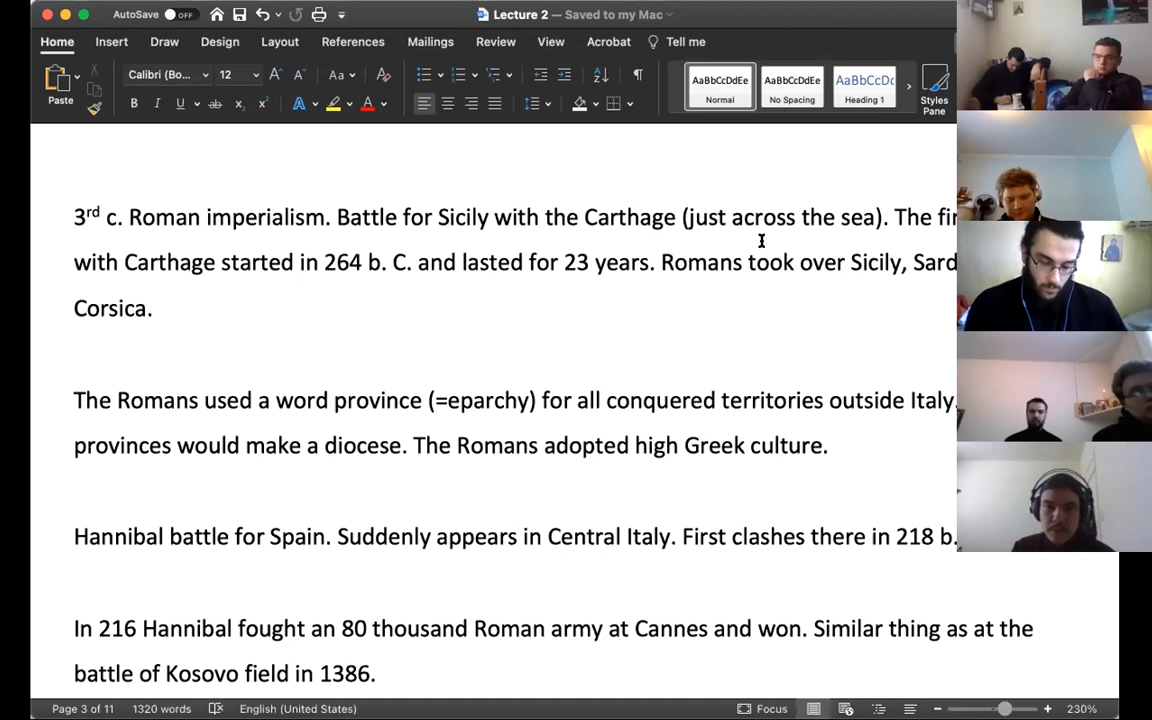 AutoSave OFF Lecture 2 — Saved to my Mac
Home Insert Draw Design Layout References Mailings Review View Acrobat Tell me
Paste Calibri (Bo... 12 A A Aa A AaBbCcDdEe AaBbCcDdEe AaBbCcDc Styles Pane
B I U ab x₂ x² A A Normal No Spacing Heading 1
3rd c. Roman imperialism. Battle for Sicily with the Carthage (just across the sea). The
with Carthage started in 264 b. C. and lasted for 23 years. Romans took over Sicily,
Corsica.
The Romans used a word province (=eparchy) for all conquered territories outside Italy.
provinces would make a diocese. The Romans adopted high Greek culture.
Hannibal battle for Spain. Suddenly appears in Central Italy. First clashes there in 218 b.
In 216 Hannibal fought an 80 thousand Roman army at Cannes and won. Similar thing as at the
battle of Kosovo field in 1386.
Page 3 of 11 1320 words English (United States) Focus 230%